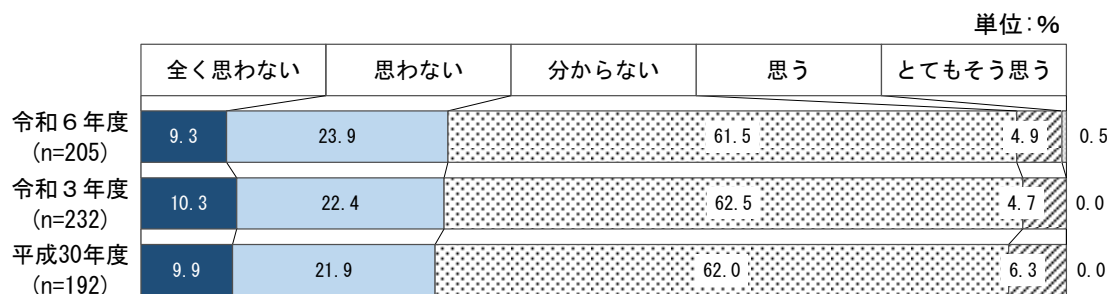 単位：%
全く思わない 思わない 分からない 思う とてもそう思う
令和６年度
(n=205)
9.3 23.9 61.5 4.9 0.5
令和３年度
(n=232)
10.3 22.4 62.5 4.7 0.0
平成30年度
(n=192)
9.9 21.9 62.0 6.3 0.0